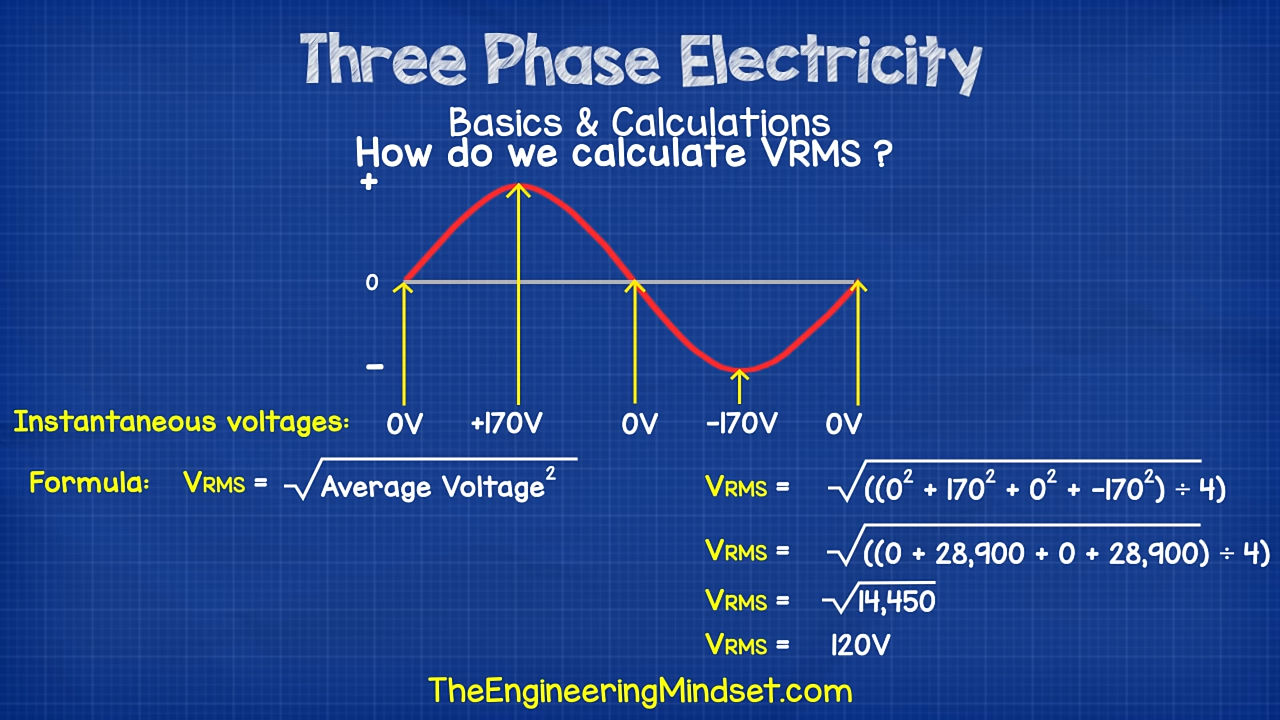 Three Phase Electricity
Basics & Calculations
How do we calculate VRMS ?
+
0
−
Instantaneous voltages: 0V +170V 0V -170V 0V
Formula: VRMS = √Average Voltage²
VRMS = √((0² + 170² + 0² + -170²) ÷ 4)
VRMS = √((0 + 28,900 + 0 + 28,900) ÷ 4)
VRMS = √14,450
VRMS = 120V
TheEngineeringMindset.com